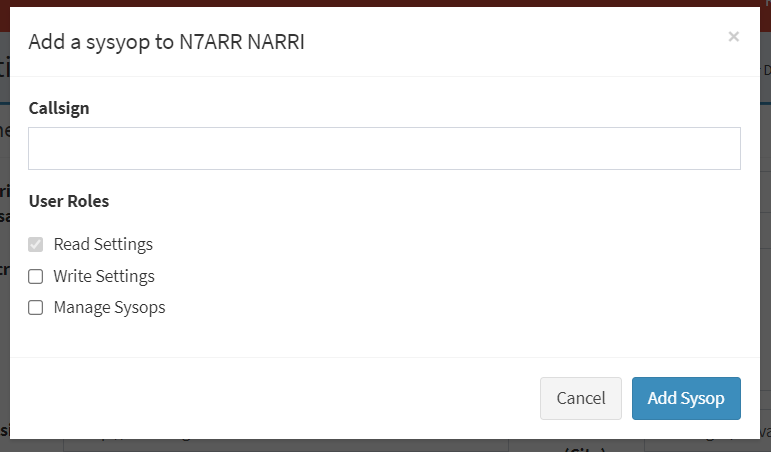 Add a sysyop to N7ARR NARRI
×
Callsign
User Roles
Read Settings
Write Settings
Manage Sysops
Cancel
Add Sysop